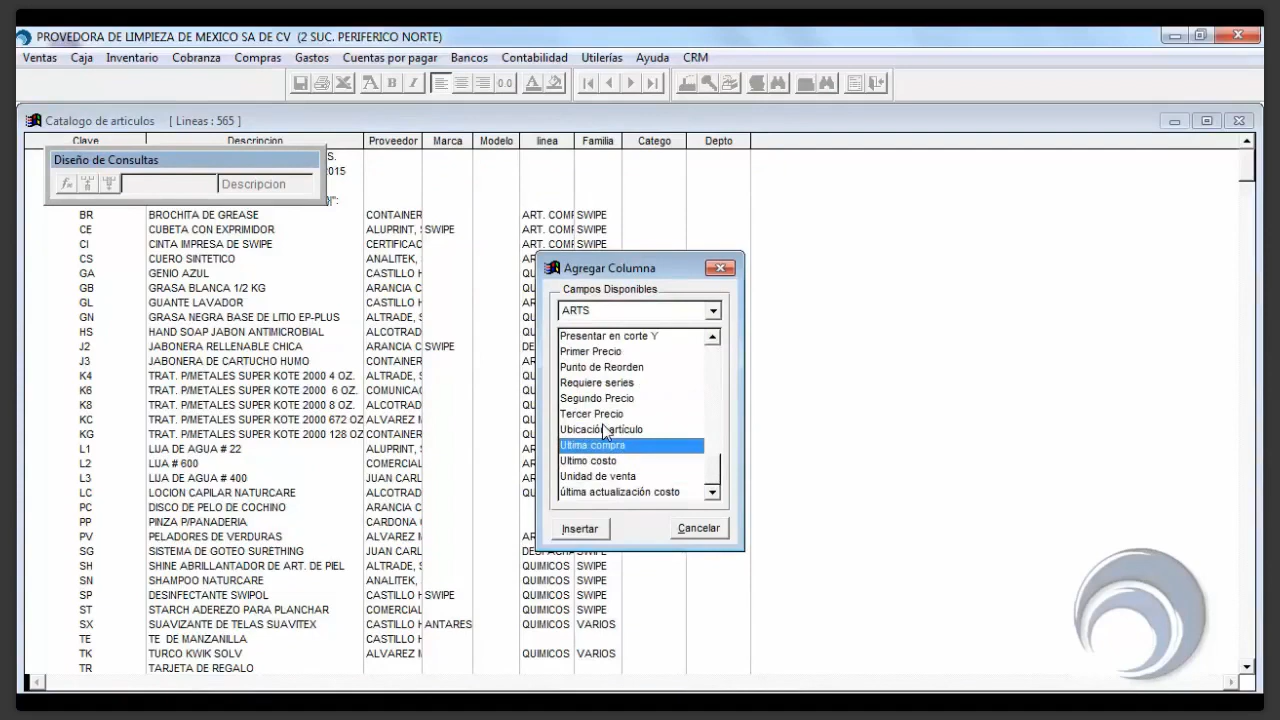 PROVEDORA DE LIMPIEZA DE MEXICO SA DE CV (2 SUC. PERIFERICO NORTE)
Ventas Caja Inventario Cobranza Compras Gastos Cuentas por pagar Bancos Contabilidad Utilerías Ayuda CRM
A B I 0.0 A
Catalogo de articulos [ Lineas : 565 ]
Clave Descripcion Proveedor Marca Modelo linea Familia Catego Depto
Diseño de Consultas S.
2015
fx Descripcion
BR BROCHITA DE GREASE CONTAINER ART. COMP SWIPE
CE CUBETA CON EXPRIMIDOR ALUPRINT, S SWIPE ART. COMP SWIPE
CI CINTA IMPRESA DE SWIPE CERTIFICAC ART. COMP SWIPE
CS CUERO SINTETICO ANALITEK,
GA GENIO AZUL CASTILLO H
GB GRASA BLANCA 1/2 KG ARANCIA C
GL GUANTE LAVADOR CASTILLO H
GN GRASA NEGRA BASE DE LITIO EP-PLUS ALTRADE, S
HS HAND SOAP JABON ANTIMICROBIAL ALCOTRAD
J2 JABONERA RELLENABLE CHICA ARANCIA C SWIPE DE
J3 JABONERA DE CARTUCHO HUMO CONTAINER
K4 TRAT. P/METALES SUPER KOTE 2000 4 OZ. ALTRADE, S
K6 TRAT. P/METALES SUPER KOTE 2000 6 OZ. COMUNICA
K8 TRAT. P/METALES SUPER KOTE 2000 8 OZ. ALCOTRAD
KC TRAT. P/METALES SUPER KOTE 2000 672 OZ ALVAREZ M
KG TRAT. P/METALES SUPER KOTE 2000 128 OZ CONTAINER
L1 LIJA DE AGUA # 22 ALUPRINT,
L2 LIJA # 600 COMERCIAL
L3 LIJA DE AGUA # 400 JUAN CARL
LC LOCION CAPILAR NATURCARE ALCOTRAD
PC DISCO DE PELO DE COCHINO ARANCIA C
PP PINZA P/PANADERIA CARDONA
PV PELADORES DE VERDURAS ALVAREZ M
SG SISTEMA DE GOTEO SURETHING JUAN CARL DESPACHA SWIPE
SH SHINE ABRILLANTADOR DE ART. DE PIEL ALTRADE, S QUIMICOS SWIPE
SN SHAMPOO NATURCARE ANALITEK, QUIMICOS SWIPE
SP DESINFECTANTE SWIPOL CASTILLO H SWIPE QUIMICOS SWIPE
ST STARCH ADEREZO PARA PLANCHAR COMERCIAL QUIMICOS SWIPE
SX SUAVIZANTE DE TELAS SUAVITEX CASTILLO H ANTARES QUIMICOS VARIOS
TE TE DE MANZANILLA CASTILLO H
TK TURCO KWIK SOLV ALVAREZ M QUIMICOS VARIOS
TR TARJETA DE REGALO
Agregar Columna
Campos Disponibles
ARTS
Presentar en corte Y
Primer Precio
Punto de Reorden
Requiere series
Segundo Precio
Tercer Precio
Ubicación artículo
Ultima compra
Ultimo costo
Unidad de venta
última actualización costo
Insertar Cancelar